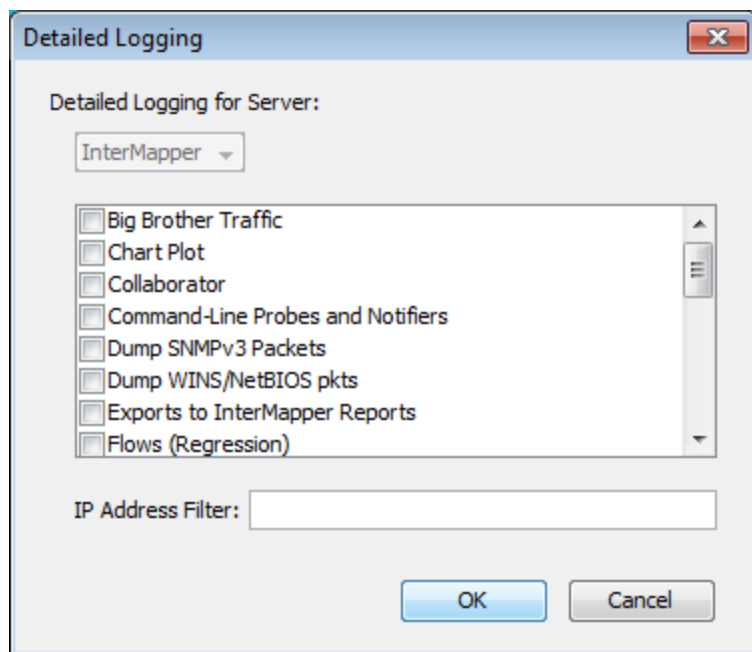 Detailed Logging
Detailed Logging for Server:
InterMapper
Big Brother Traffic
Chart Plot
Collaborator
Command-Line Probes and Notifiers
Dump SNMPv3 Packets
Dump WINS/NetBIOS pkts
Exports to InterMapper Reports
Flows (Regression)
IP Address Filter:
OK Cancel